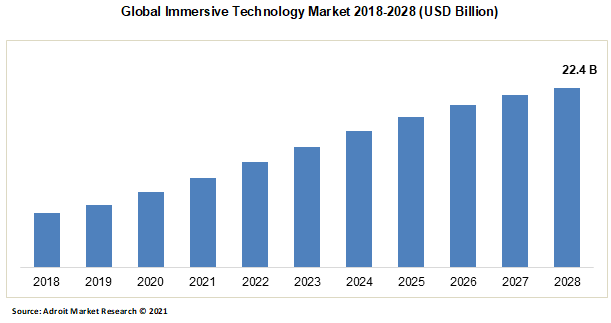 Global Immersive Technology Market 2018-2028 (USD Billion)
22.4 B
2018 2019 2020 2021 2022 2023 2024 2025 2026 2027 2028
Source: Adroit Market Research © 2021